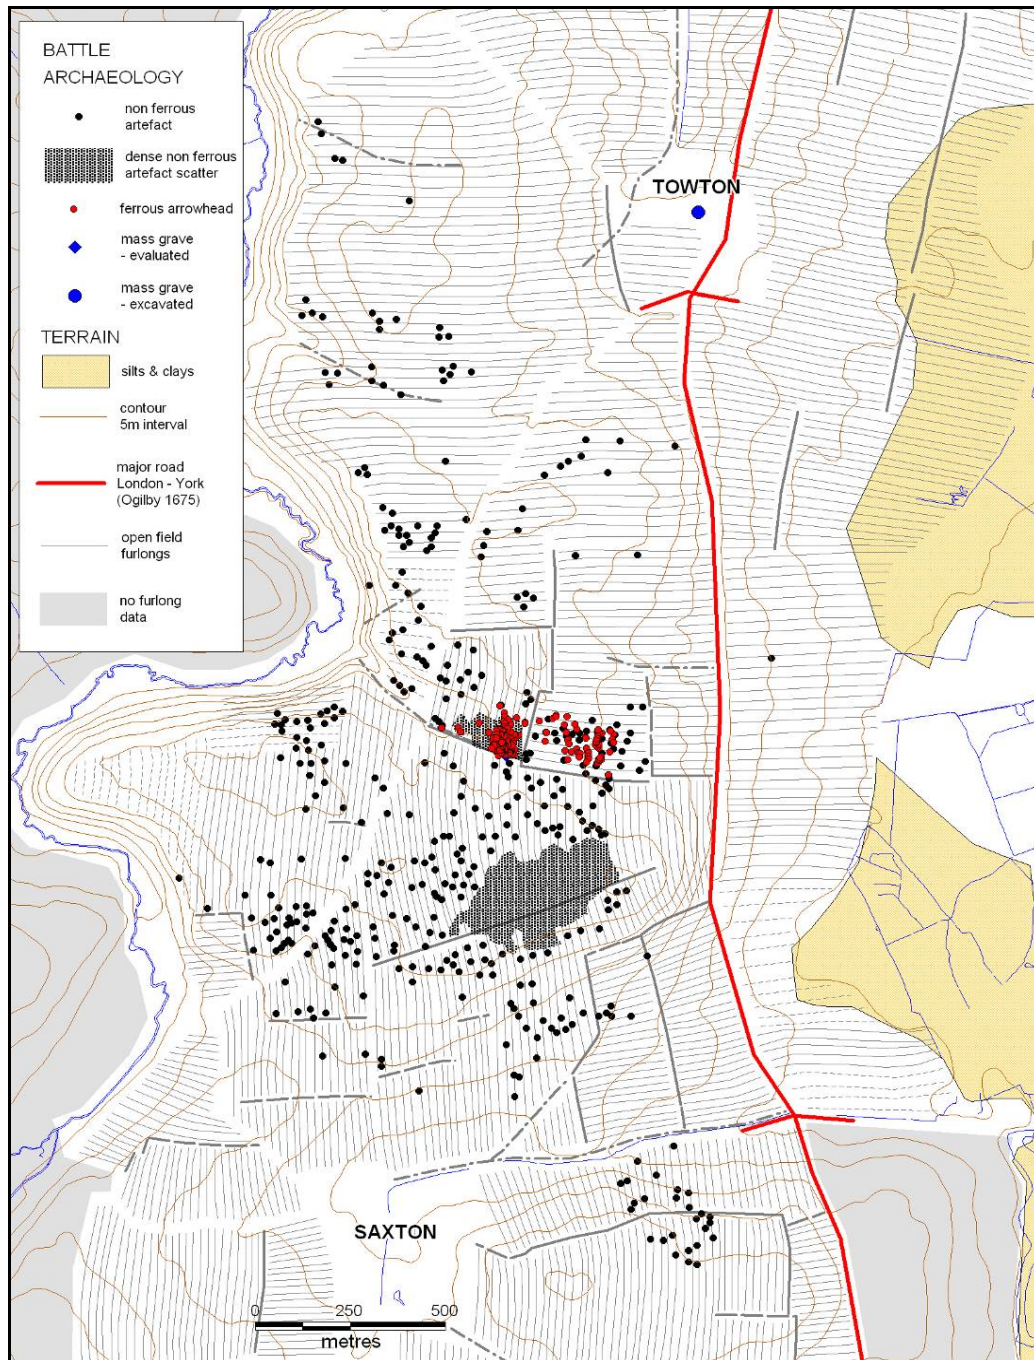 BATTLE
ARCHAEOLOGY
non ferrous
artefact
dense non ferrous
artefact scatter
ferrous arrowhead
mass grave
- evaluated
mass grave
- excavated
TERRAIN
silts & clays
contour
5m interval
major road
London - York
(Ogilby 1675)
open field
furlongs
no furlong
data
TOWTON
SAXTON
0 250 500
metres